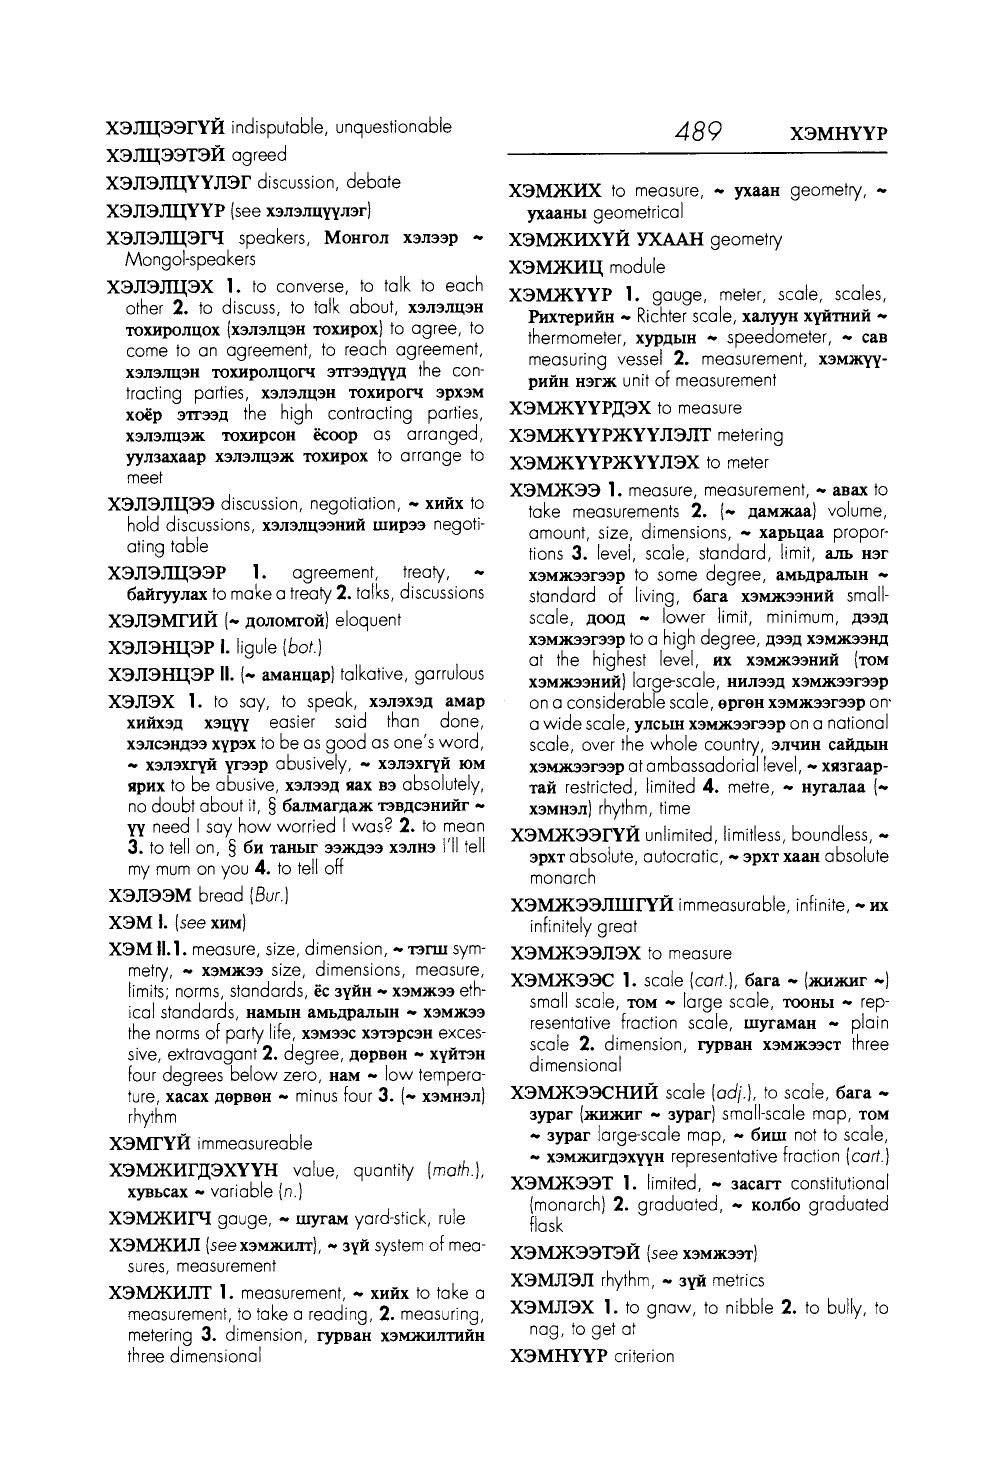 ХЭЛЦЭЭГҮЙ indisputable, unquestionable
ХЭЛЦЭЭТЭЙ agreed
ХЭЛЭЛЦҮҮЛЭГ discussion, debate
ХЭЛЭЛЦҮҮР (see хэлэлцүүлэг)
ХЭЛЭЛЦЭГЧ speakers, Монгол хэлээр ~
Mongol-speakers
ХЭЛЭЛЦЭХ 1. to converse, to talk to each
other 2. to discuss, to talk about, хэлэлцэн
тохиролцох (хэлэлцэн тохирох) to agree, to
come to an agreement, to reach agreement,
хэлэлцэн тохиролцогч этгээдүүд the con-
tracting parties, хэлэлцэн тохирогч эрхэм
хоёр этгээд the high contracting parties,
хэлэлцэж тохирсон ёсоор as arranged,
уулзахаар хэлэлцэж тохирох to arrange to
meet
ХЭЛЭЛЦЭЭ discussion, negotiation, ~ хийх to
hold discussions, хэлэлцээний ширээ negoti-
ating table
ХЭЛЭЛЦЭЭР 1. agreement, treaty, ~
байгуулах to make a treaty 2. talks, discussions
ХЭЛЭМГИЙ (~ доломгой) eloquent
ХЭЛЭНЦЭР I. ligule (bot.)
ХЭЛЭНЦЭР II. (~ аманцар) talkative, garrulous
ХЭЛЭХ 1. to say, to speak, хэлэхэд амар
хийхэд хэцүү easier said than done,
хэлсэндээ хүрэх to be as good as one's word,
~ хэлэхгүй үгээр abusively, ~ хэлэхгүй юм
ярих to be abusive, хэлээд яах вэ absolutely,
no doubt about it, § балмагдаж тэвдсэнийг ~
үү need I say how worried I was? 2. to mean
3. to tell on, § би таныг ээждээ хэлнэ I'll tell
my mum on you 4. to tell off
ХЭЛЭЭМ bread (Bur.)
ХЭМ I. (see хим)
ХЭМ II.1. measure, size, dimension, ~ тэгш sym-
metry, ~ хэмжээ size, dimensions, measure,
limits; norms, standards, ёс зүйн ~ хэмжээ eth-
ical standards, намын амьдралын ~ хэмжээ
the norms of party life, хэмээс хэтэрсэн exces-
sive, extravagant 2. degree, дөрвөн ~ хүйтэн
four degrees below zero, нам ~ low tempera-
ture, хасах дөрвөн ~ minus four 3. (~ хэмнэл)
rhythm
ХЭМГҮЙ immeasureable
ХЭМЖИГДЭХҮҮН value, quantity (math.),
хувьсах ~ variable (n.)
ХЭМЖИГЧ gauge, ~ шугам yard-stick, rule
ХЭМЖИЛ (see хэмжилт), ~ зүй system of mea-
sures, measurement
ХЭМЖИЛТ 1. measurement, ~ хийх to take a
measurement, to take a reading, 2. measuring,
metering 3. dimension, гурван хэмжилтийн
three dimensional
489 ХЭМНҮҮР
ХЭМЖИХ to measure, ~ ухаан geometry, ~
ухааны geometrical
ХЭМЖИХҮЙ УХААН geometry
ХЭМЖИЦ module
ХЭМЖҮҮР 1. gauge, meter, scale, scales,
Рихтерийн ~ Richter scale, халуун хүйтний ~
thermometer, хурдын ~ speedometer, ~ сав
measuring vessel 2. measurement, хэмжүү-
рийн нэгж unit of measurement
ХЭМЖҮҮРДЭХ to measure
ХЭМЖҮҮРЖҮҮЛЭЛТ metering
ХЭМЖҮҮРЖҮҮЛЭХ to meter
ХЭМЖЭЭ 1. measure, measurement, ~ авах to
take measurements 2. (~ дамжаа) volume,
amount, size, dimensions, ~ харьцаа propor-
tions 3. level, scale, standard, limit, аль нэг
хэмжээгээр to some degree, амьдралын ~
standard of living, бага хэмжээний small-
scale, доод ~ lower limit, minimum, дээд
хэмжээгээр to a high degree, дээд хэмжээнд
at the highest level, их хэмжээний (том
хэмжээний) large-scale, нилээд хэмжээгээр
on a considerable scale, өргөн хэмжээгээр on
a wide scale, улсын хэмжээгээр on a national
scale, over the whole country, элчин сайдын
хэмжээгээр at ambassadorial level, ~ хязгаар-
тай restricted, limited 4. metre, ~ нугалаа (~
хэмнэл) rhythm, time
ХЭМЖЭЭГҮЙ unlimited, limitless, boundless, ~
эрхт absolute, autocratic, ~ эрхт хаан absolute
monarch
ХЭМЖЭЭЛШГҮЙ immeasurable, infinite, ~ их
infinitely great
ХЭМЖЭЭЛЭХ to measure
ХЭМЖЭЭС 1. scale (cart.), бага ~ (жижиг ~)
small scale, том ~ large scale, тооны ~ rep-
resentative fraction scale, шугаман ~ plain
scale 2. dimension, гурван хэмжээст three
dimensional
ХЭМЖЭЭСНИЙ scale (adj.), to scale, бага ~
зураг (жижиг ~ зураг) small-scale map, том
~ зураг large-scale map, ~ биш not to scale,
~ хэмжигдэхүүн representative fraction (cart.)
ХЭМЖЭЭТ 1. limited, ~ засагт constitutional
(monarch) 2. graduated, ~ колбо graduated
flask
ХЭМЖЭЭТЭЙ (see хэмжээт)
ХЭМЛЭЛ rhythm, ~ зүй metrics
ХЭМЛЭХ 1. to gnaw, to nibble 2. to bully, to
nag, to get at
ХЭМНҮҮР criterion